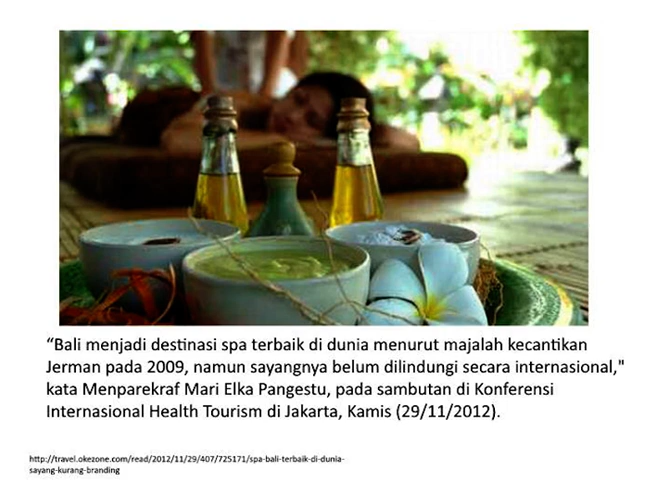 “Bali menjadi destinasi spa terbaik di dunia menurut majalah kecantikan
Jerman pada 2009, namun sayangnya belum dilindungi secara internasional,"
kata Menparekraf Mari Elka Pangestu, pada sambutan di Konferensi
Internasional Health Tourism di Jakarta, Kamis (29/11/2012).
http://travel.okezone.com/read/2012/11/29/407/725171/spa-bali-terbaik-di-dunia-
sayang-kurang-branding